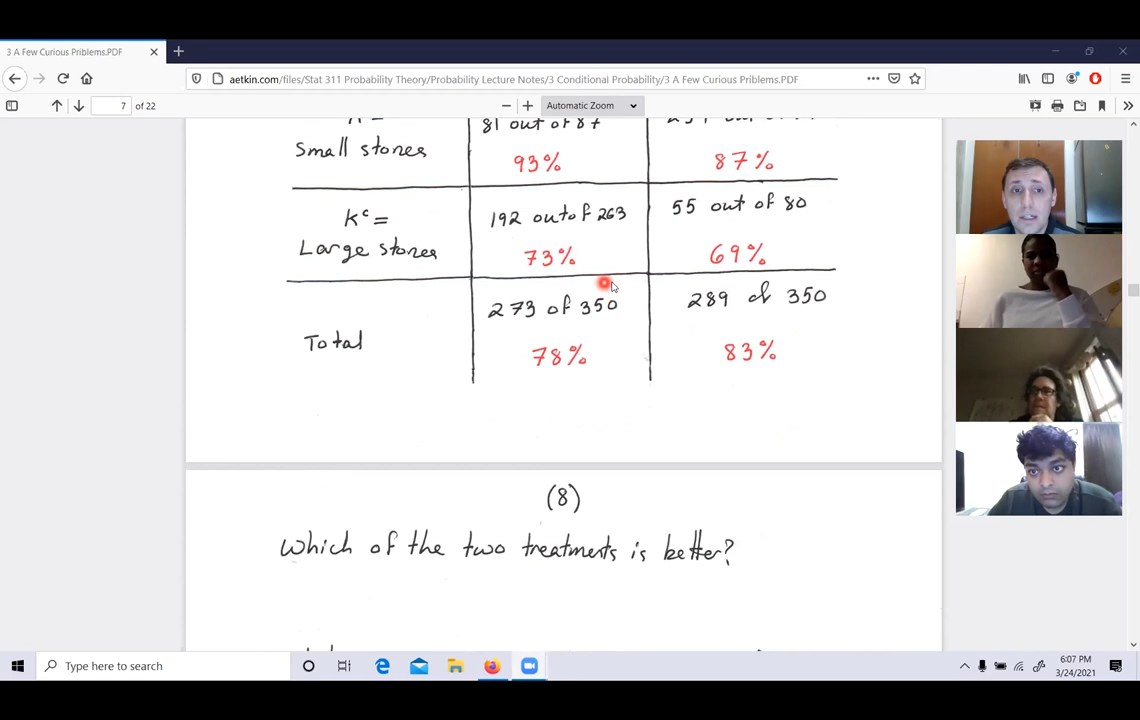 3 A Few Curious Priblems.PDF
aetkin.com/files/Stat 311 Probability Theory/Probability Lecture Notes/3 Conditional Probability/3 A Few Curious Priblems.PDF
7 of 22
Automatic Zoom
81 out of 87
Small stones 93% 87%
K^c = 192 out of 263 55 out of 80
Large stones 73% 69%
273 of 350 289 of 350
Total 78% 83%
(8)
Which of the two treatments is better?
Type here to search
6:07 PM
3/24/2021